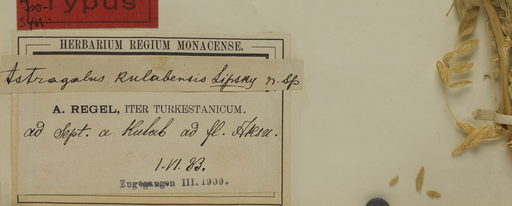 Typus
HERBARIUM REGIUM MONACENSE.
Astragalus kulabensis Lipsky n. sp
A. REGEL, ITER TURKESTANICUM.
ad Sept. a Kulab ad fl. Aksu.
1. VI. 83.
Zugegangen III. 1909.